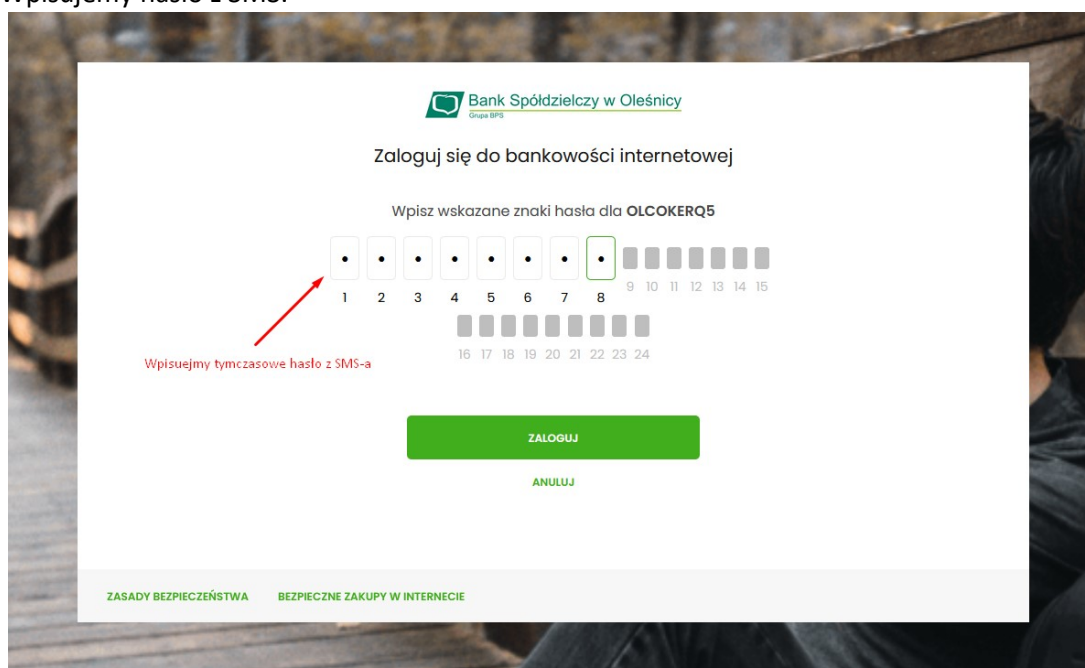 Wpisujemy hasło z SMS.
Bank Spółdzielczy w Oleśnicy
Grupa BPS
Zaloguj się do bankowości internetowej
Wpisz wskazane znaki hasła dla OLCOKERQ5
1 2 3 4 5 6 7 8 9 10 11 12 13 14 15
16 17 18 19 20 21 22 23 24
Wpisuejmy tymczasowe hasło z SMS-a
ZALOGUJ
ANULUJ
ZASADY BEZPIECZEŃSTWA BEZPIECZNE ZAKUPY W INTERNECIE